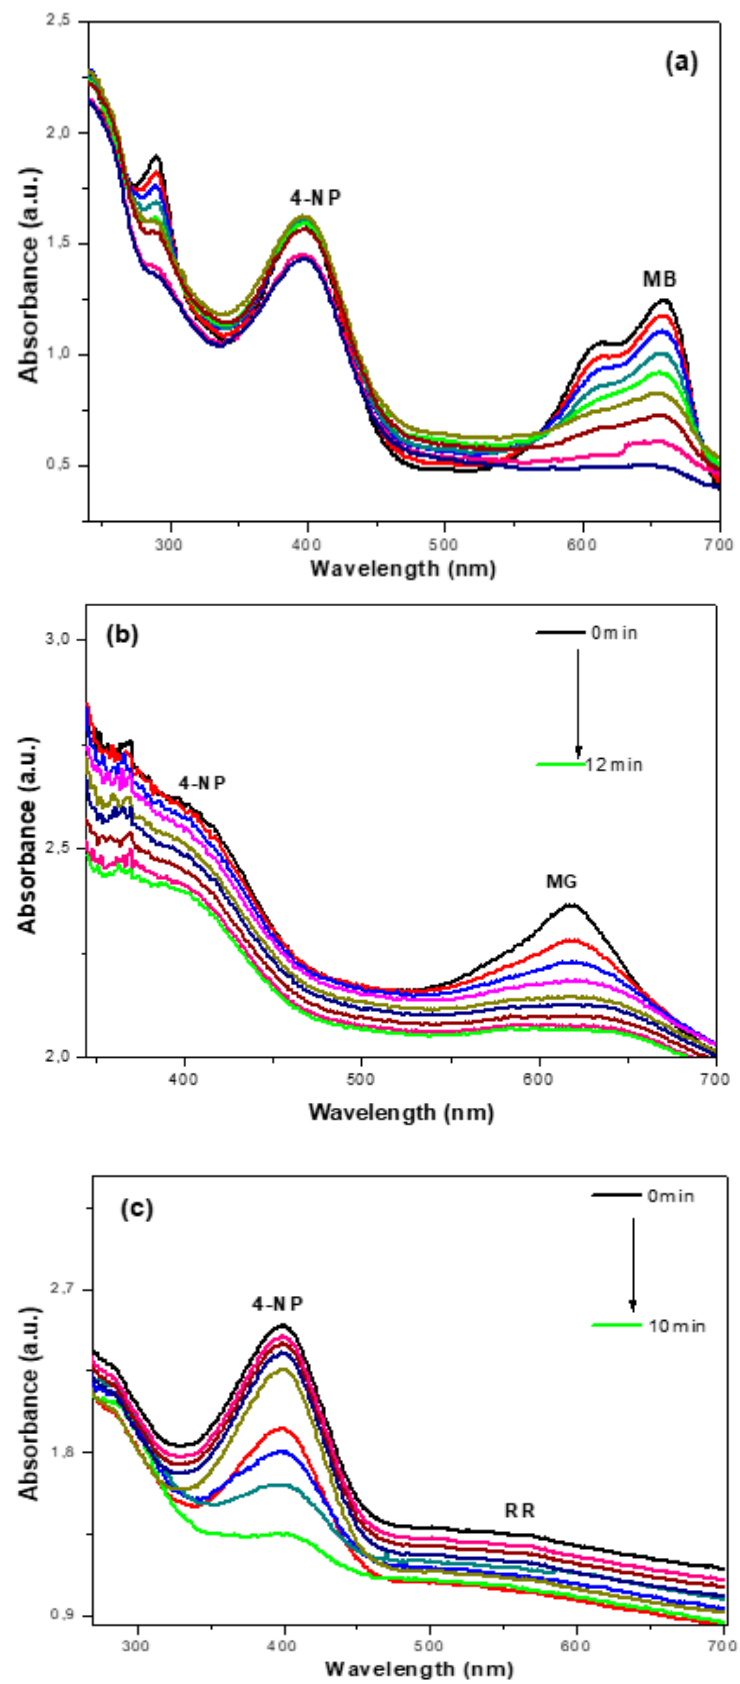 (a)
2,5
2,0
1,5
1,0
0,5
4-NP
MB
Absorbance (a.u.)
300 400 500 600 700
Wavelength (nm)
(b)
3,0
2,5
2,0
0min
12min
4-NP
MG
Absorbance (a.u.)
400 500 600 700
Wavelength (nm)
(c)
2,7
1,8
0,9
0min
10min
4-NP
RR
Absorbance (a.u.)
300 400 500 600 700
Wavelength (nm)